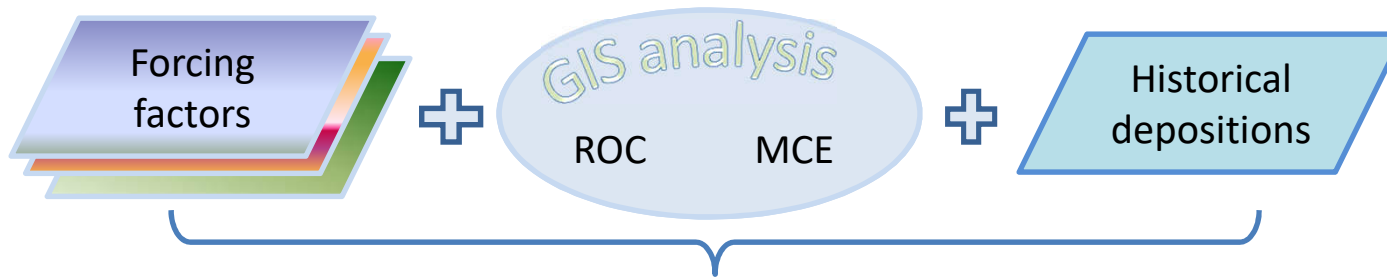 Forcing
factors
GIS analysis
ROC MCE
Historical
depositions